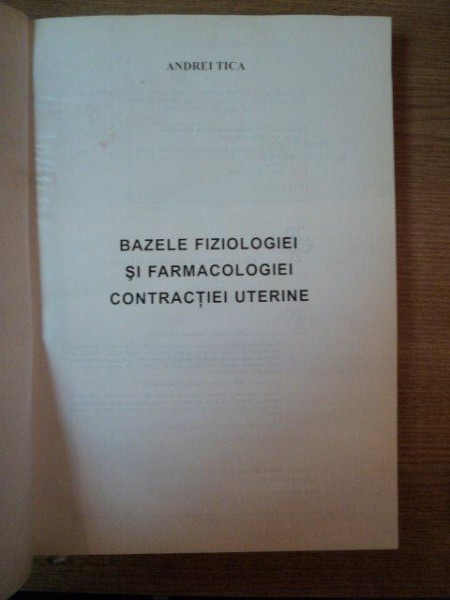 ANDREI TICA
BAZELE FIZIOLOGIEI
ŞI FARMACOLOGIEI
CONTRACŢIEI UTERINE